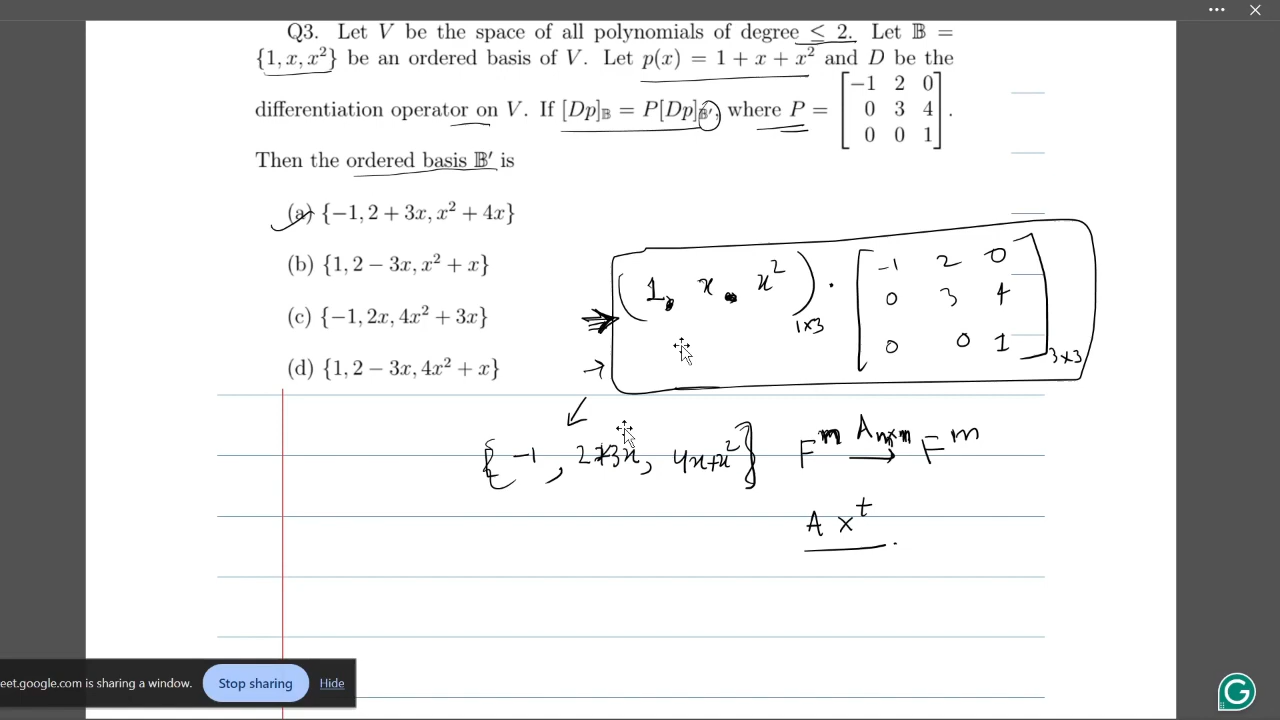 Q3. Let V be the space of all polynomials of degree ≤ 2. Let 𝔹 =
{1, x, x²} be an ordered basis of V. Let p(x) = 1 + x + x² and D be the
differentiation operator on V. If [Dp]𝔹 = P[Dp]𝔹′, where P = [−1 2 0
0 3 4
0 0 1].
Then the ordered basis 𝔹′ is
(a) {−1, 2 + 3x, x² + 4x}
(b) {1, 2 − 3x, x² + x}
(c) {−1, 2x, 4x² + 3x}
(d) {1, 2 − 3x, 4x² + x}
(1, x, x²)1x3 · [-1 2 0
0 3 4
0 0 1]3x3
{-1, 2+3x, 4x+x²}
F^m A_{m×m} → F^m
A x^t
eet.google.com is sharing a window.
Stop sharing
Hide